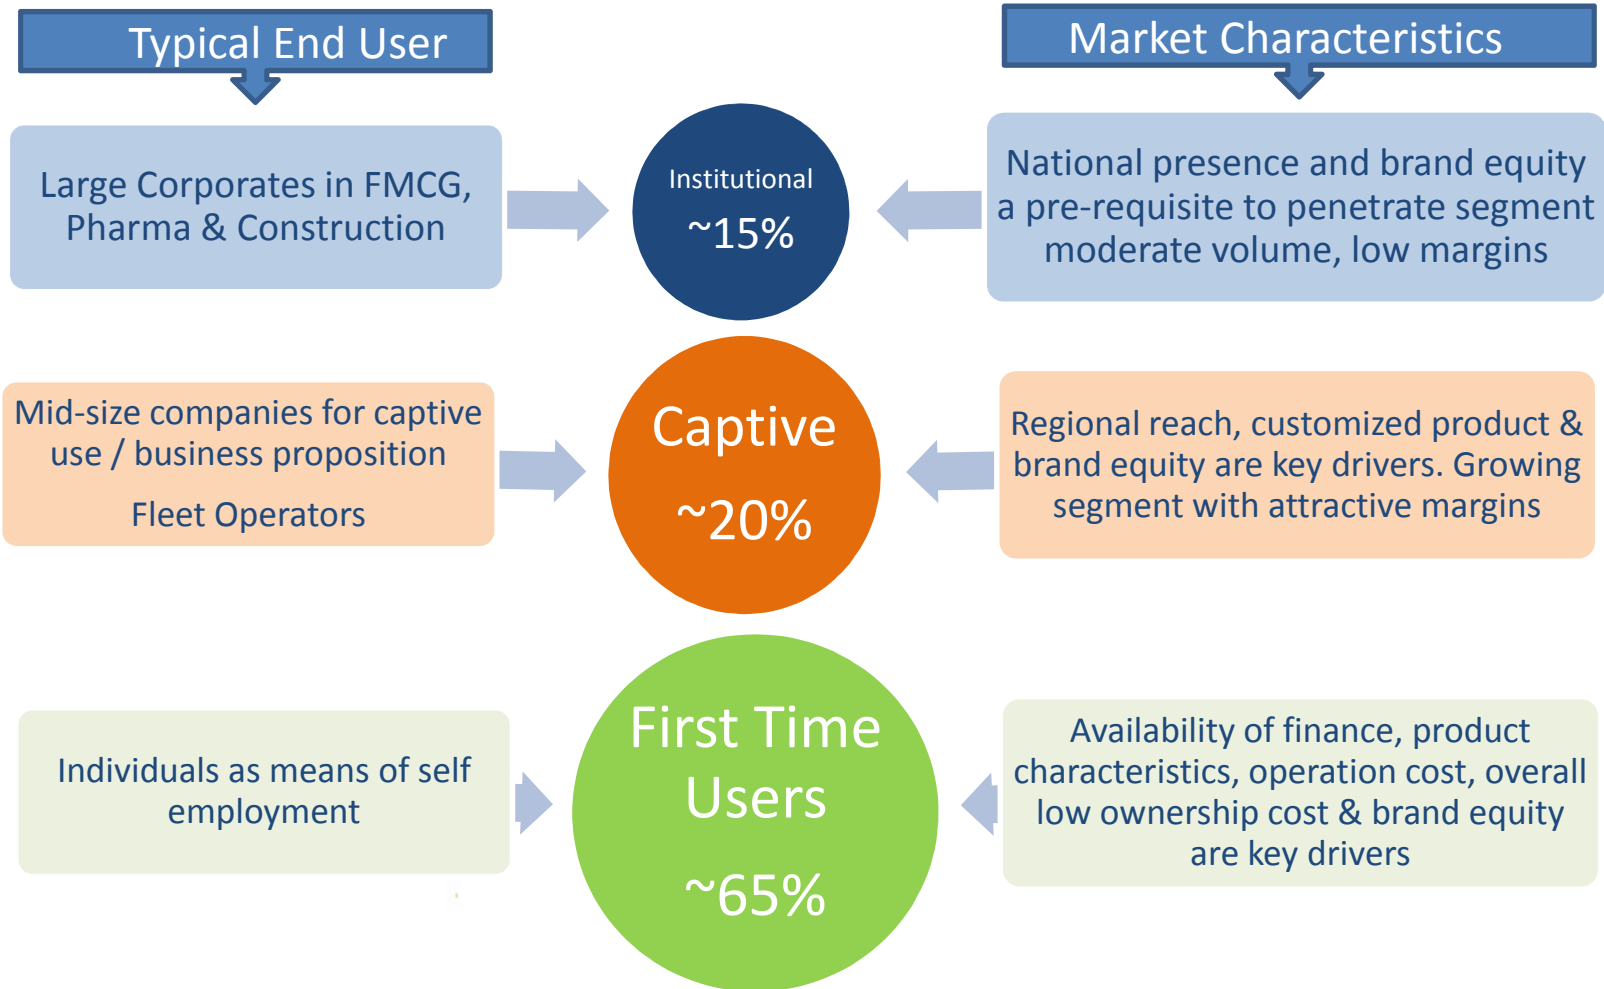 Typical End User
Market Characteristics
Large Corporates in FMCG,
Pharma & Construction
Institutional
~15%
National presence and brand equity
a pre-requisite to penetrate segment
moderate volume, low margins
Mid-size companies for captive
use / business proposition
Fleet Operators
Captive
~20%
Regional reach, customized product &
brand equity are key drivers. Growing
segment with attractive margins
Individuals as means of self
employment
First Time
Users
~65%
Availability of finance, product
characteristics, operation cost, overall
low ownership cost & brand equity
are key drivers